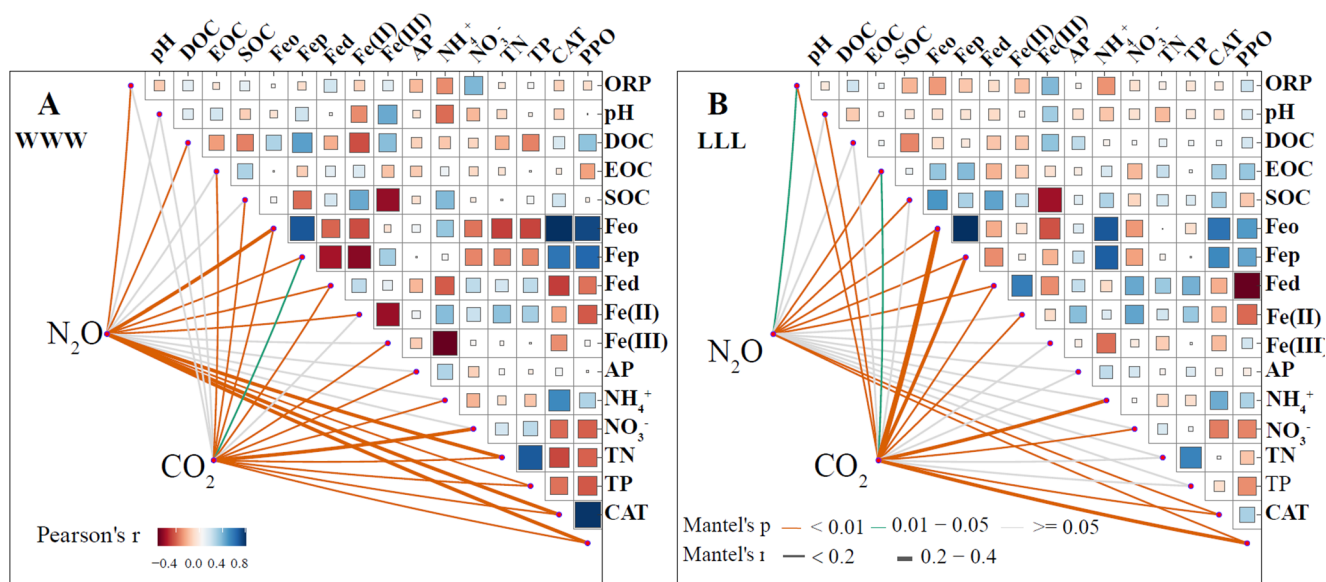 pH DOC EOC SOC Feo Fep Fed Fe(II) Fe(III) AP NH₄⁺ NO₃⁻ TN TP CAT PPO
A
WWW
ORP
pH
DOC
EOC
SOC
Feo
Fep
Fed
Fe(II)
Fe(III)
AP
NH₄⁺
NO₃⁻
TN
TP
CAT
N₂O
CO₂
Pearson's r
−0.4 0.0 0.4 0.8
pH DOC EOC SOC Feo Fep Fed Fe(II) Fe(III) AP NH₄⁺ NO₃⁻ TN TP CAT PPO
B
LLL
ORP
pH
DOC
EOC
SOC
Feo
Fep
Fed
Fe(II)
Fe(III)
AP
NH₄⁺
NO₃⁻
TN
TP
CAT
N₂O
CO₂
Mantel's p < 0.01 0.01 − 0.05 >= 0.05
Mantel's r < 0.2 0.2 − 0.4